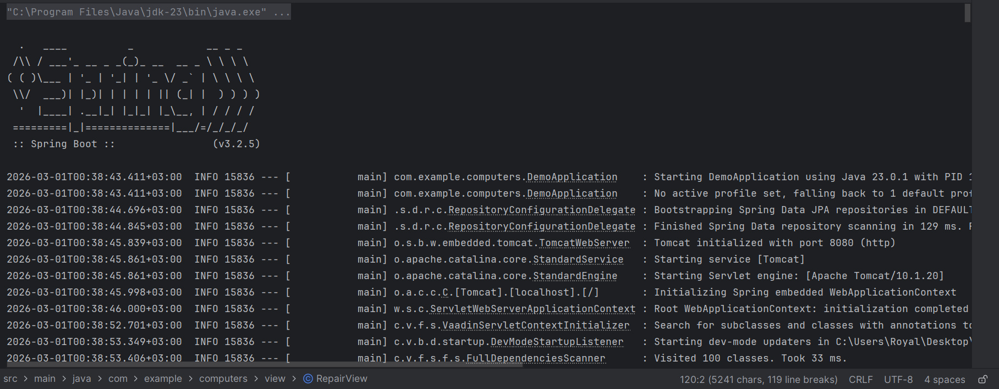 "C:\Program Files\Java\jdk-23\bin\java.exe" ...
  .   ____          _            __ _ _
 /\\ / ___'_ __ _ _(_)_ __  __ _ \ \ \ \
( ( )\___ | '_ | '_| | '_ \/ _` | \ \ \ \
 \\/  ___)| |_)| | | | | || (_| |  ) ) ) )
  '  |____| .__|_| |_|_| |_\__, | / / / /
 =========|_|==============|___/=/_/_/_/
 :: Spring Boot ::                (v3.2.5)
2026-03-01T00:38:43.411+03:00  INFO 15836 --- [           main] com.example.computers.DemoApplication    : Starting DemoApplication using Java 23.0.1 with PID 1
2026-03-01T00:38:43.411+03:00  INFO 15836 --- [           main] com.example.computers.DemoApplication    : No active profile set, falling back to 1 default prof
2026-03-01T00:38:44.696+03:00  INFO 15836 --- [           main] .s.d.r.c.RepositoryConfigurationDelegate : Bootstrapping Spring Data JPA repositories in DEFAULT
2026-03-01T00:38:44.845+03:00  INFO 15836 --- [           main] .s.d.r.c.RepositoryConfigurationDelegate : Finished Spring Data repository scanning in 129 ms.
2026-03-01T00:38:45.839+03:00  INFO 15836 --- [           main] o.s.b.w.embedded.tomcat.TomcatWebServer  : Tomcat initialized with port 8080 (http)
2026-03-01T00:38:45.861+03:00  INFO 15836 --- [           main] o.apache.catalina.core.StandardService   : Starting service [Tomcat]
2026-03-01T00:38:45.861+03:00  INFO 15836 --- [           main] o.apache.catalina.core.StandardEngine    : Starting Servlet engine: [Apache Tomcat/10.1.20]
2026-03-01T00:38:45.998+03:00  INFO 15836 --- [           main] o.a.c.c.C.[Tomcat].[localhost].[/]       : Initializing Spring embedded WebApplicationContext
2026-03-01T00:38:46.000+03:00  INFO 15836 --- [           main] w.s.c.ServletWebServerApplicationContext : Root WebApplicationContext: initialization completed
2026-03-01T00:38:52.701+03:00  INFO 15836 --- [           main] c.v.f.s.VaadinServletContextInitializer  : Search for subclasses and classes with annotations to
2026-03-01T00:38:53.349+03:00  INFO 15836 --- [           main] c.v.b.d.startup.DevModeStartupListener   : Starting dev-mode updaters in C:\Users\Royal\Desktop\
2026-03-01T00:38:53.406+03:00  INFO 15836 --- [           main] c.v.f.s.f.s.FullDependenciesScanner      : Visited 100 classes. Took 33 ms.
src > main > java > com > example > computers > view > RepairView 120:2 (5241 chars, 119 line breaks) CRLF UTF-8 4 spaces